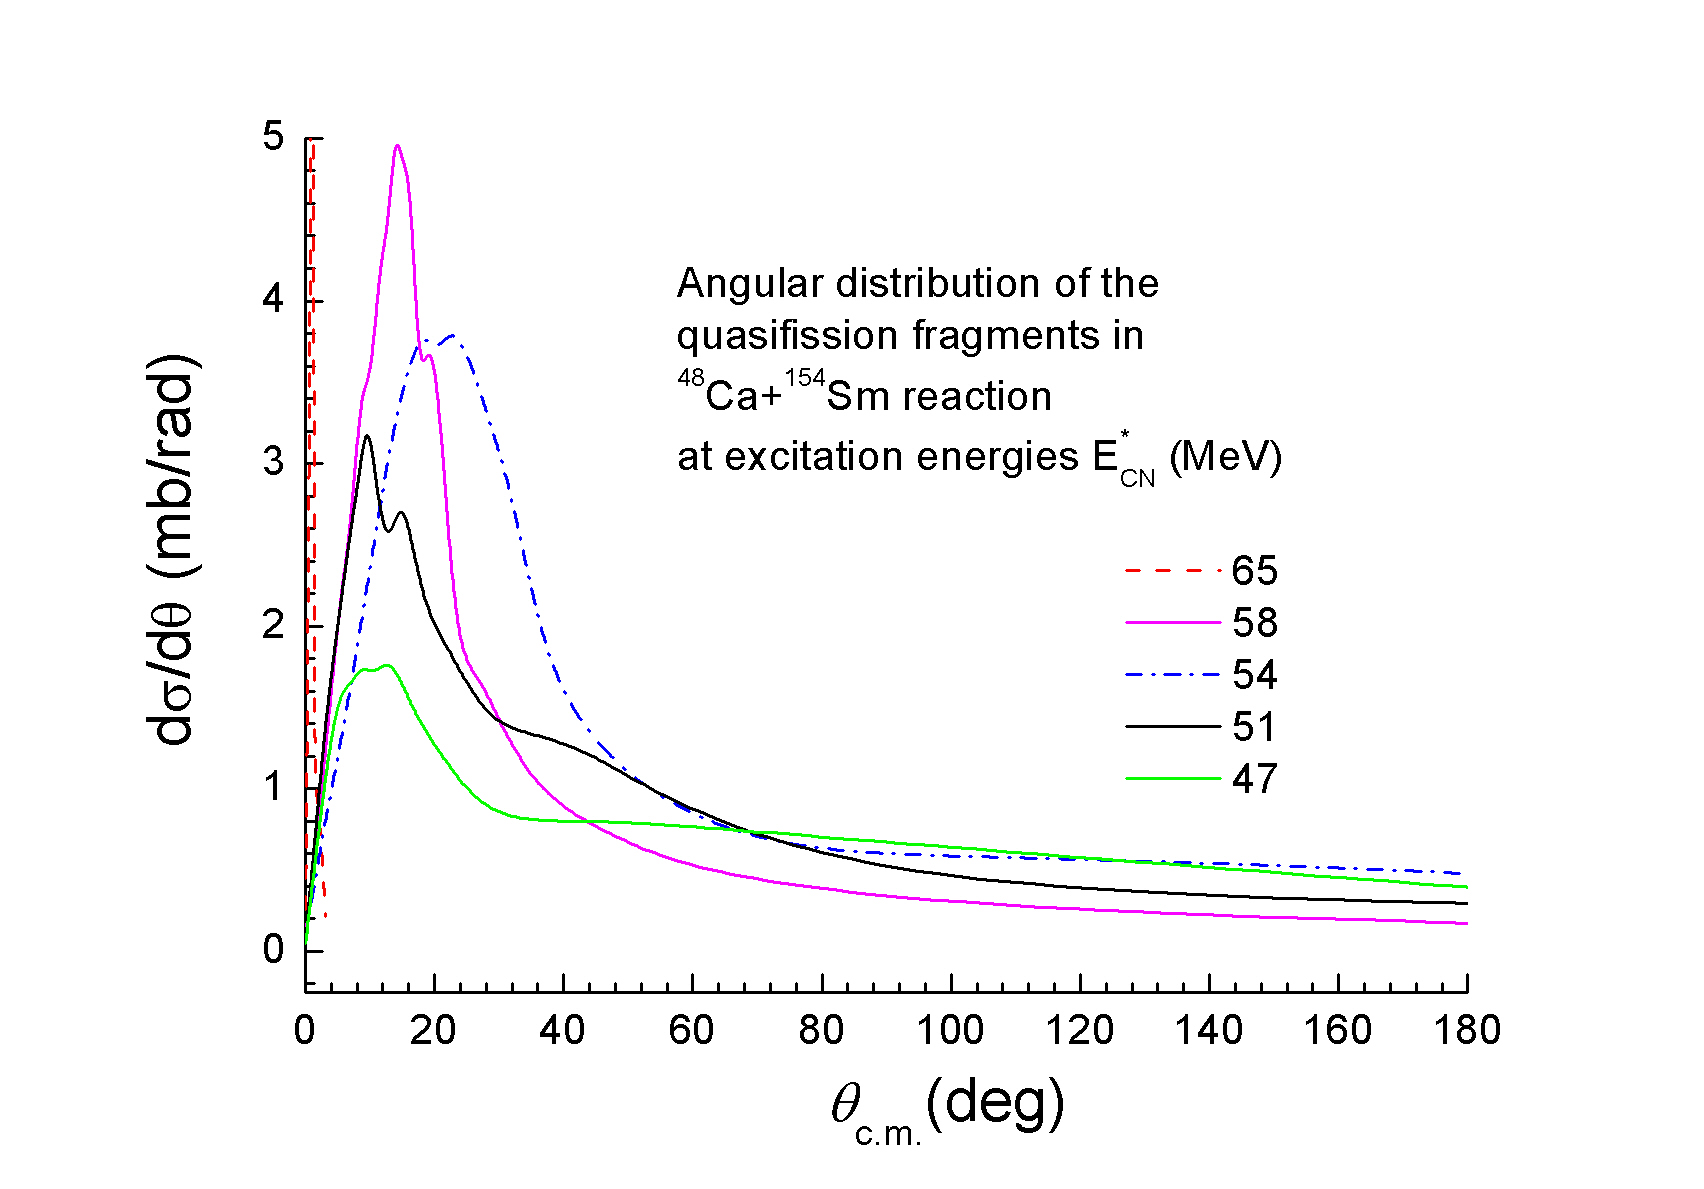 5
4
3
2
1
0
dσ/dθ (mb/rad)
Angular distribution of the
quasifission fragments in
⁴⁸Ca+¹⁵⁴Sm reaction
at excitation energies E*CN (MeV)
65
58
54
51
47
0 20 40 60 80 100 120 140 160 180
θc.m. (deg)